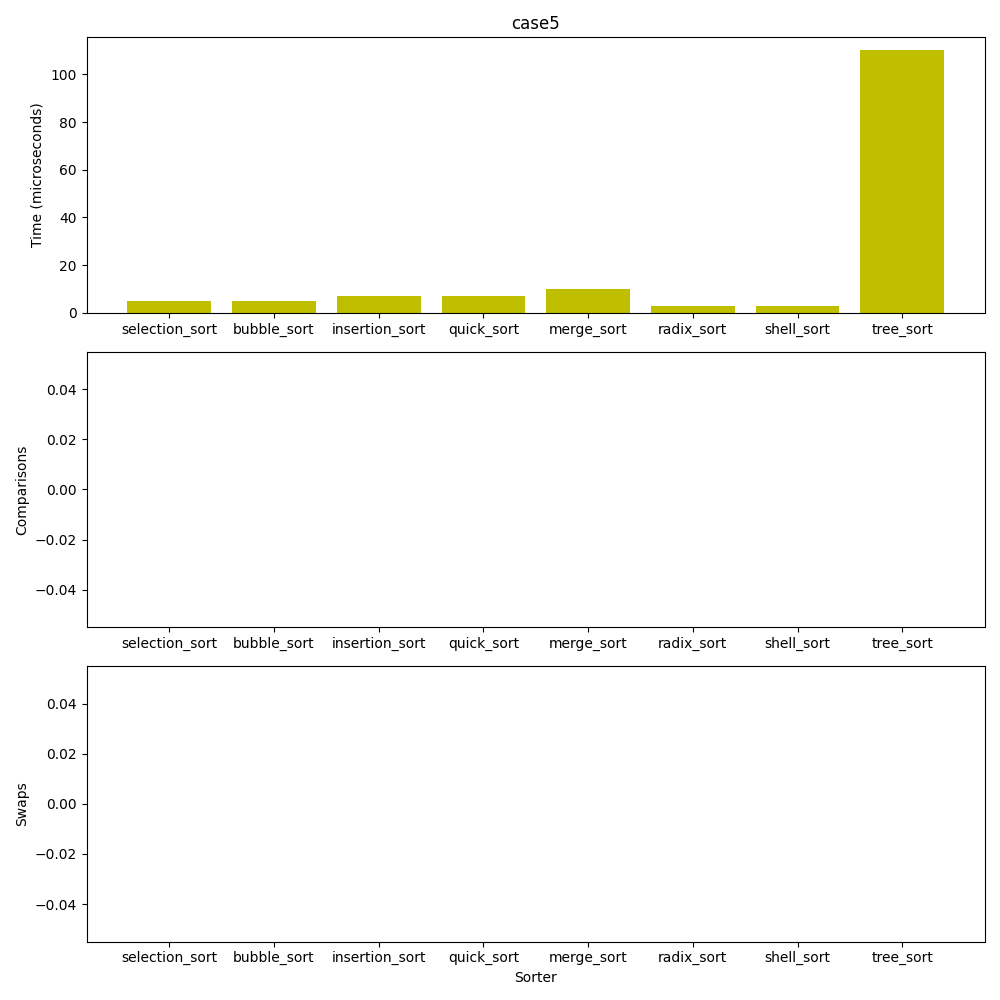 case5
Time (microseconds)
100
80
60
40
20
0
selection_sort bubble_sort insertion_sort quick_sort merge_sort radix_sort shell_sort tree_sort
Comparisons
0.04
0.02
0.00
−0.02
−0.04
selection_sort bubble_sort insertion_sort quick_sort merge_sort radix_sort shell_sort tree_sort
Swaps
0.04
0.02
0.00
−0.02
−0.04
selection_sort bubble_sort insertion_sort quick_sort merge_sort radix_sort shell_sort tree_sort
Sorter